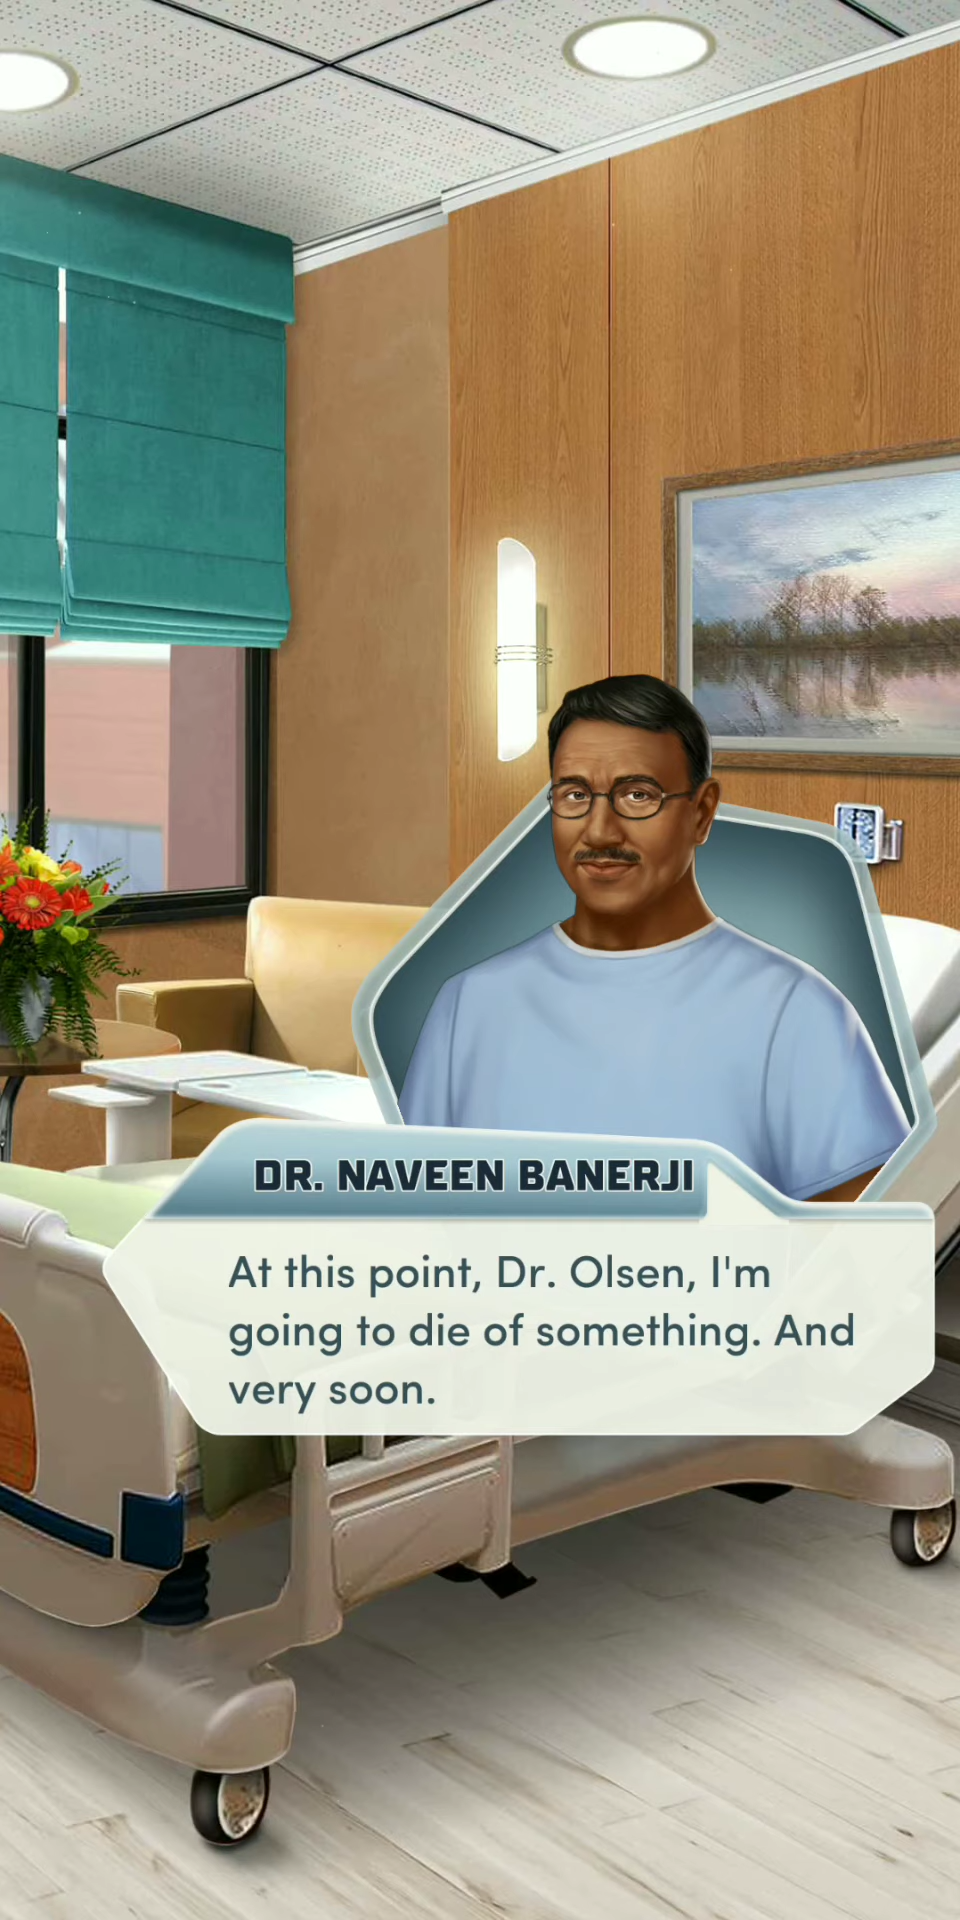 DR. NAVEEN BANERJI
At this point, Dr. Olsen, I'm
going to die of something. And
very soon.